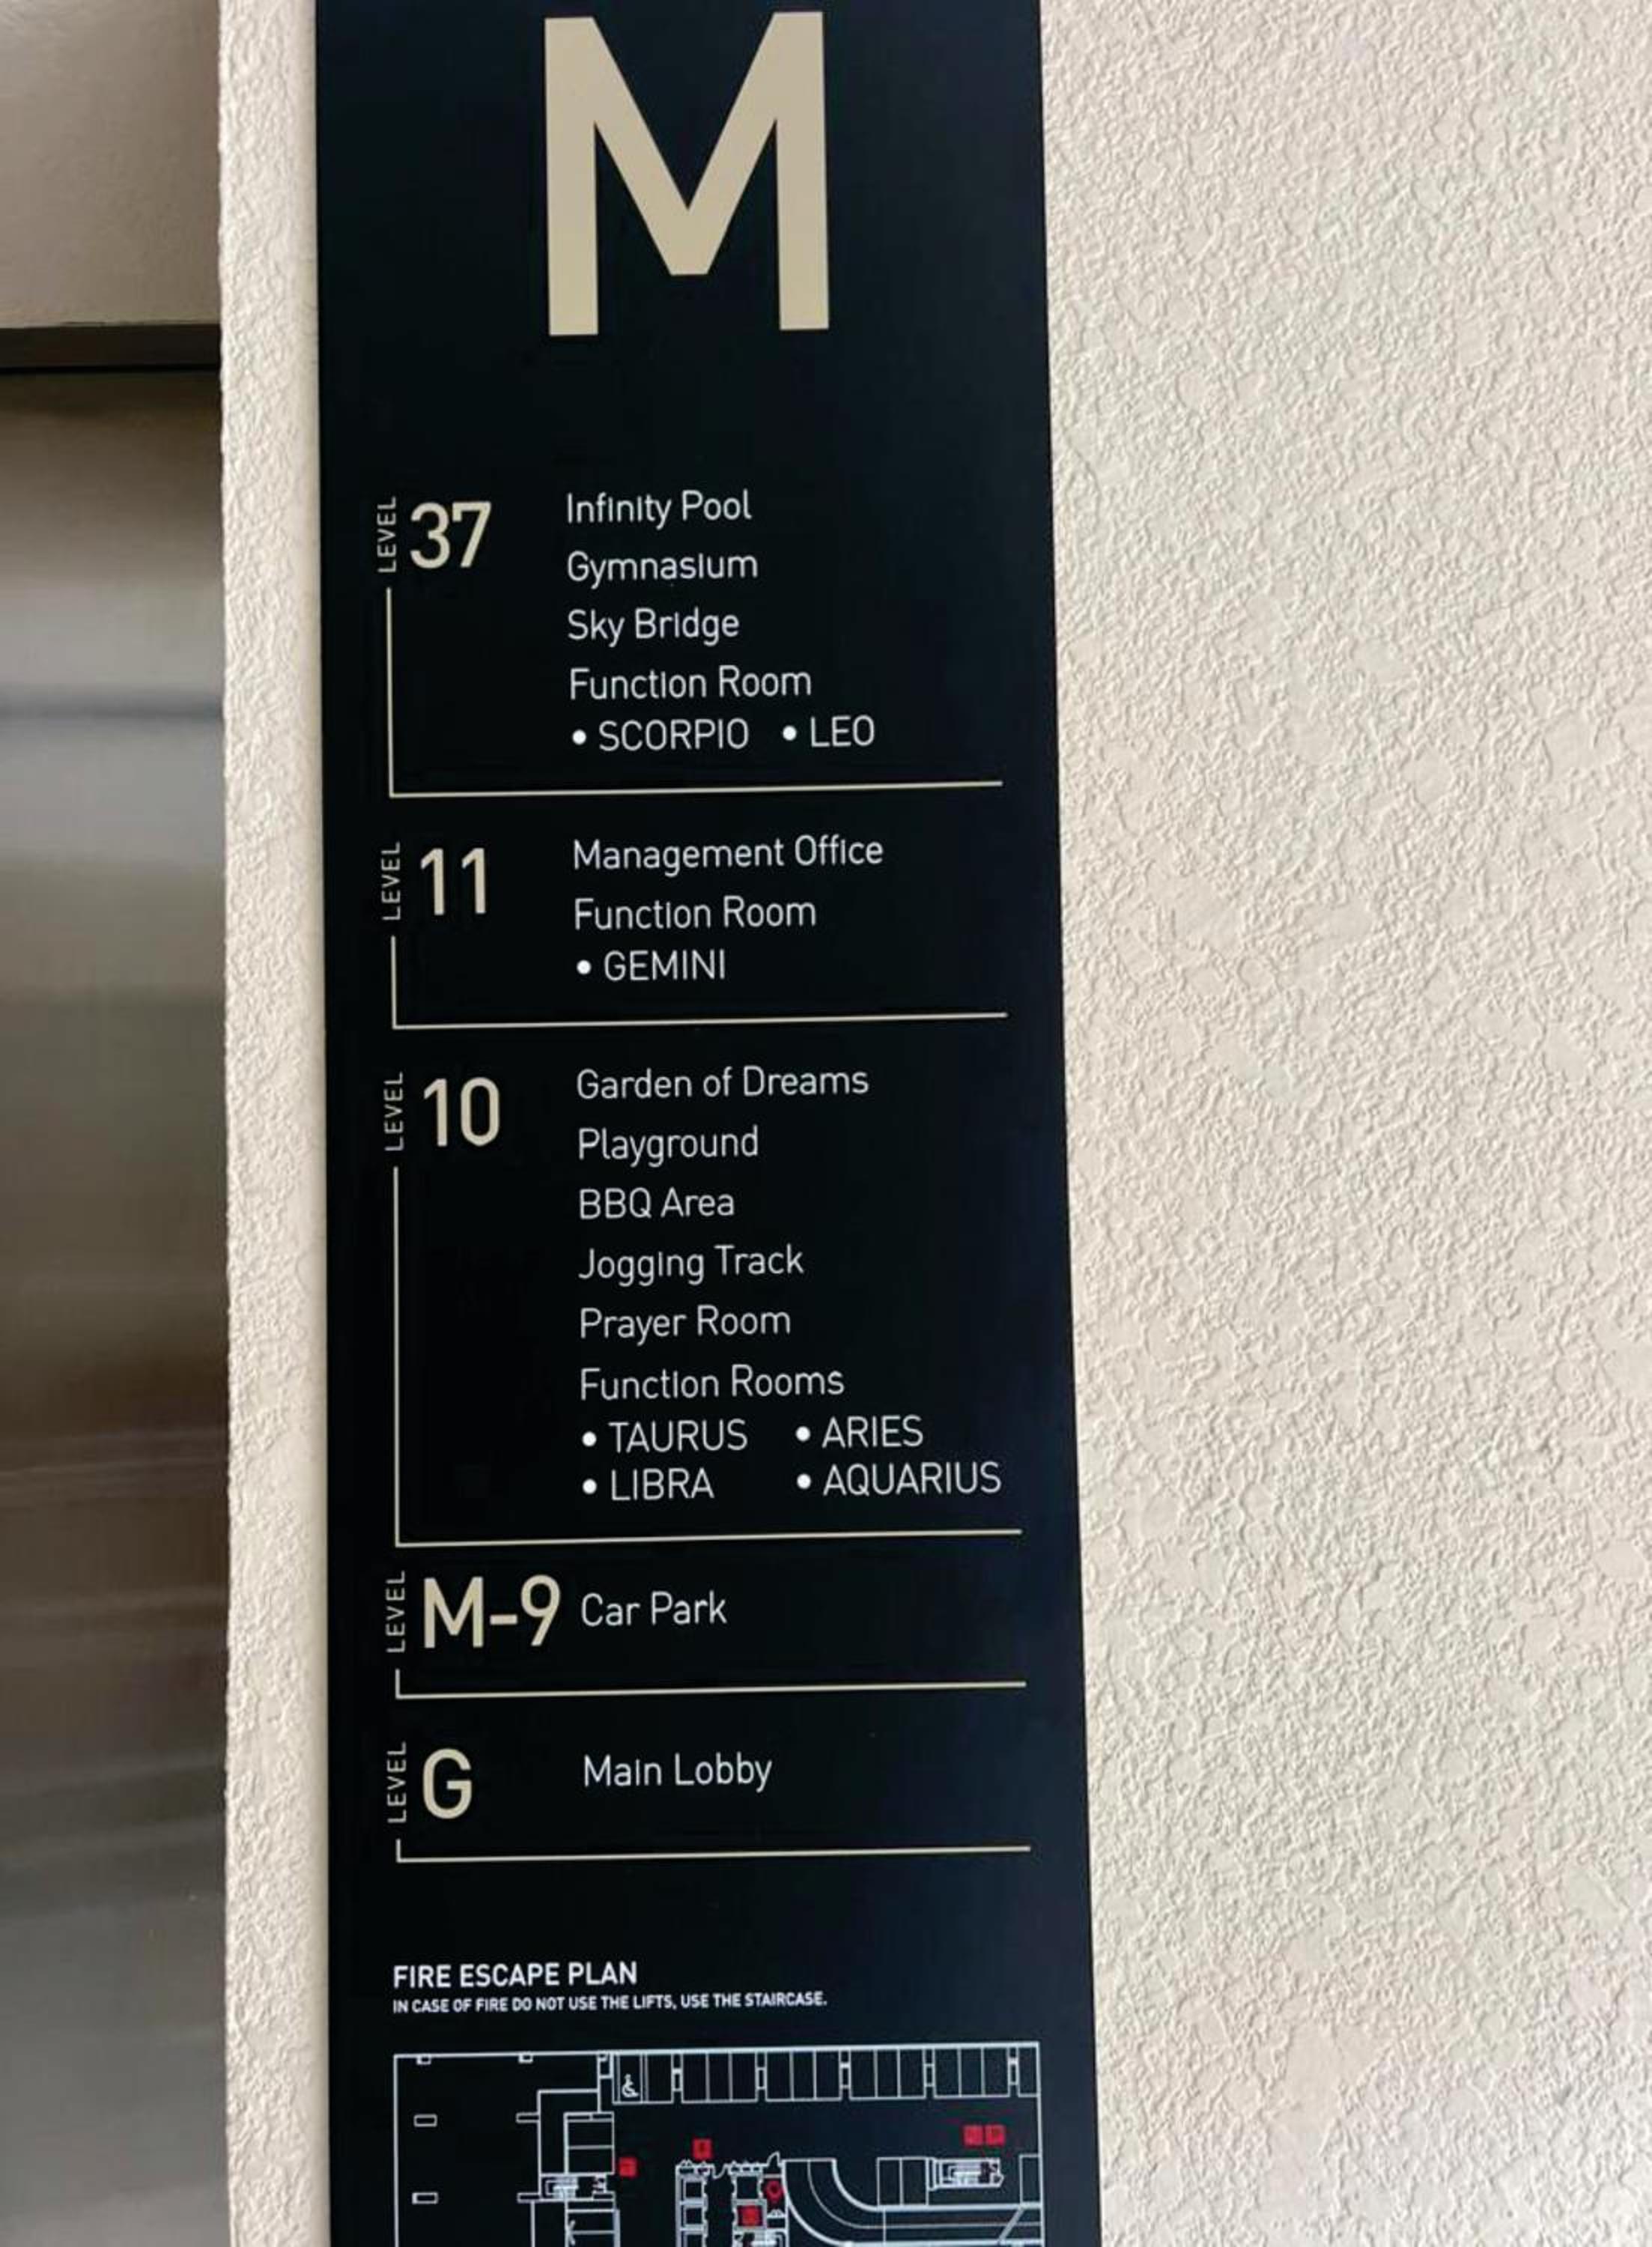 M
LEVEL 37
Infinity Pool
Gymnasium
Sky Bridge
Function Room
• SCORPIO • LEO
LEVEL 11
Management Office
Function Room
• GEMINI
LEVEL 10
Garden of Dreams
Playground
BBQ Area
Jogging Track
Prayer Room
Function Rooms
• TAURUS • ARIES
• LIBRA • AQUARIUS
LEVEL M-9 Car Park
LEVEL G Main Lobby
FIRE ESCAPE PLAN
IN CASE OF FIRE DO NOT USE THE LIFTS, USE THE STAIRCASE.